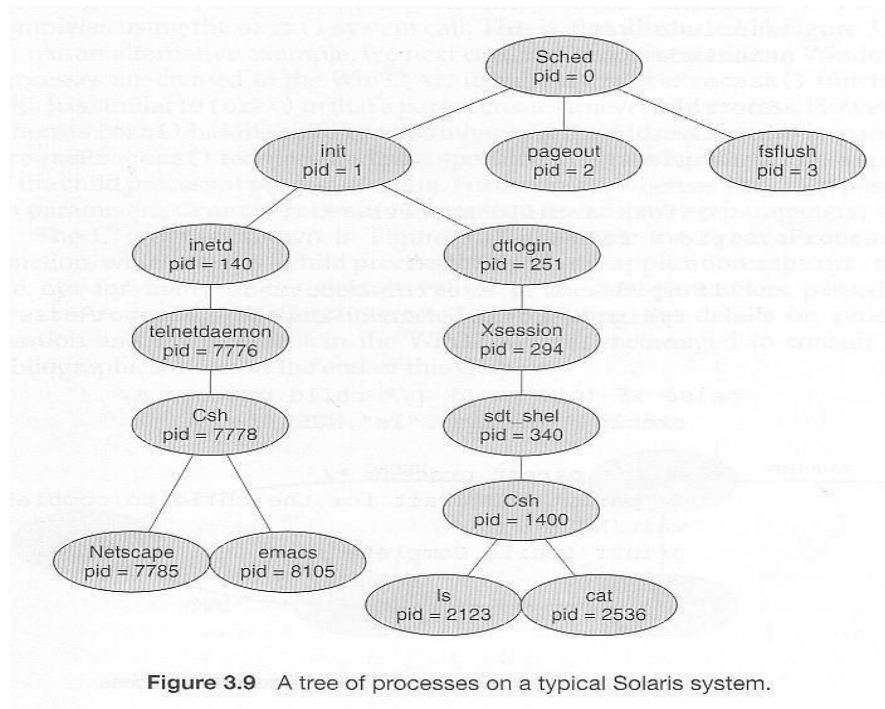 Sched
pid = 0
init
pid = 1
pageout
pid = 2
fsflush
pid = 3
inetd
pid = 140
dtlogin
pid = 251
telnetdaemon
pid = 7776
Xsession
pid = 294
Csh
pid = 7778
sdt_shel
pid = 340
Csh
pid = 1400
Netscape
pid = 7785
emacs
pid = 8105
ls
pid = 2123
cat
pid = 2536
Figure 3.9 A tree of processes on a typical Solaris system.